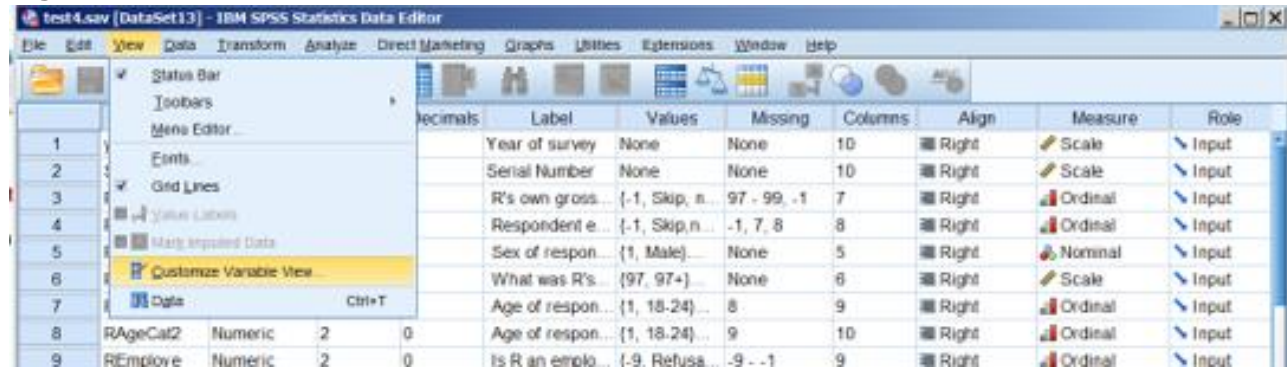 test4.sav [DataSet13] - IBM SPSS Statistics Data Editor
File Edit View Data Transform Analyze Direct Marketing Graphs Utilities Extensions Window Help
Status Bar
Toolbars
Menu Editor...
Fonts...
Grid Lines
Value Labels
Mark Imputed Data
Customize Variable View...
Data Ctrl+T
Decimals Label Values Missing Columns Align Measure Role
1 Year of survey None None 10 Right Scale Input
2 Serial Number None None 10 Right Scale Input
3 R's own gross... {-1, Skip, n... 97 - 99, -1 7 Right Ordinal Input
4 Respondent e... {-1, Skip,n... -1, 7, 8 8 Right Ordinal Input
5 Sex of respon... {1, Male}... None 5 Right Nominal Input
6 What was R's... {97, 97+}... None 6 Right Scale Input
7 Age of respon... {1, 18-24}... 8 9 Right Ordinal Input
8 RAgeCat2 Numeric 2 0 Age of respon... {1, 18-24}... 9 10 Right Ordinal Input
9 REmploye Numeric 2 0 Is R an emplo... {-9, Refusa... -9 - -1 9 Right Ordinal Input